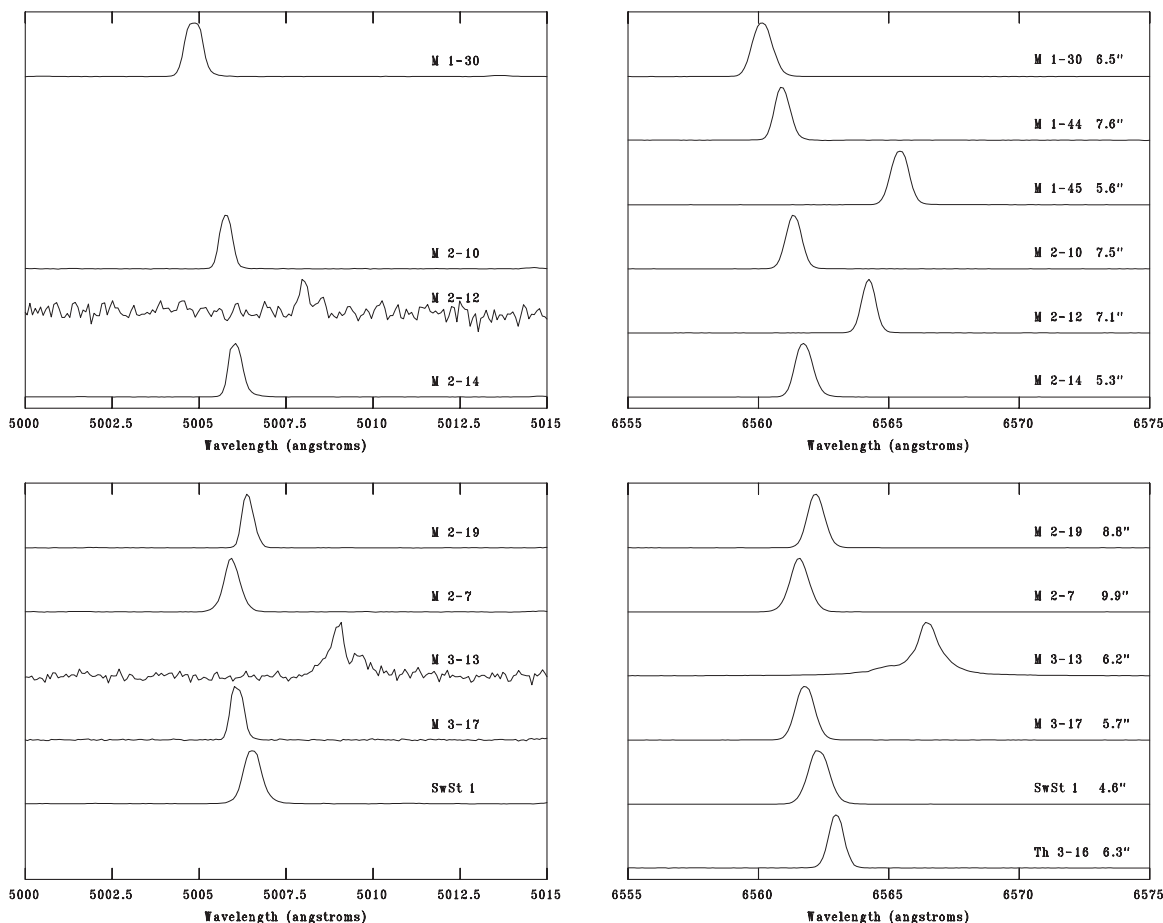 M 1-30
M 2-10
M 2-12
M 2-14
5000 5002.5 5005 5007.5 5010 5012.5 5015
Wavelength (angstroms)
M 1-30 6.5"
M 1-44 7.6"
M 1-45 5.6"
M 2-10 7.5"
M 2-12 7.1"
M 2-14 5.3"
6555 6560 6565 6570 6575
Wavelength (angstroms)
M 2-19
M 2-7
M 3-13
M 3-17
SwSt 1
5000 5002.5 5005 5007.5 5010 5012.5 5015
Wavelength (angstroms)
M 2-19 8.8"
M 2-7 9.9"
M 3-13 6.2"
M 3-17 5.7"
SwSt 1 4.6"
Th 3-16 6.3"
6555 6560 6565 6570 6575
Wavelength (angstroms)